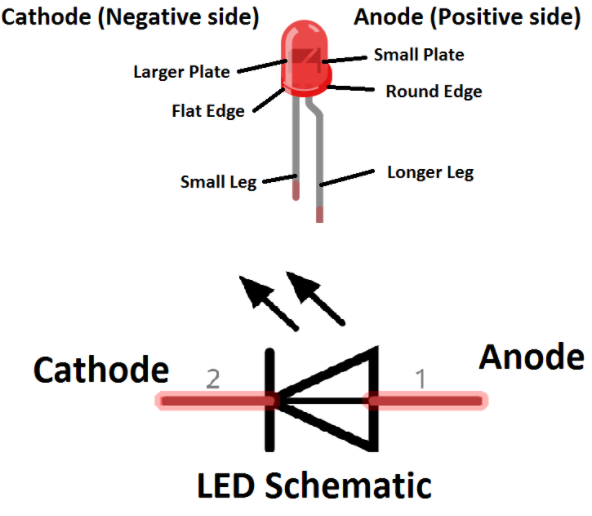 Cathode (Negative side)
Anode (Positive side)
Larger Plate
Small Plate
Flat Edge
Round Edge
Small Leg
Longer Leg
Cathode
2
1
Anode
LED Schematic